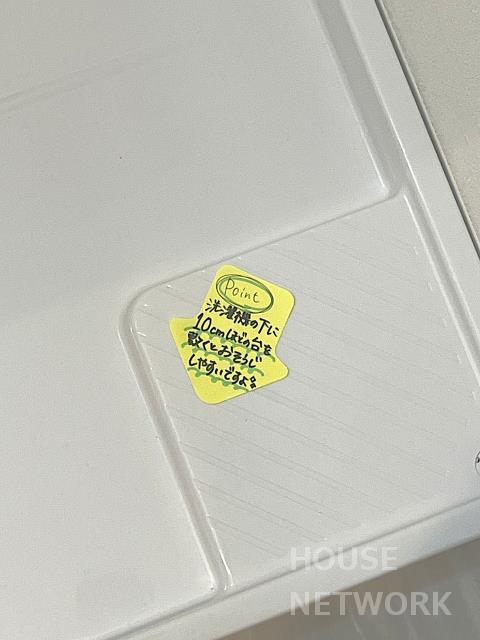 Point
洗濯機の下に
10cmほどの台を
敷くとおそうじ
しやすいですよ
HOUSE
NETWORK